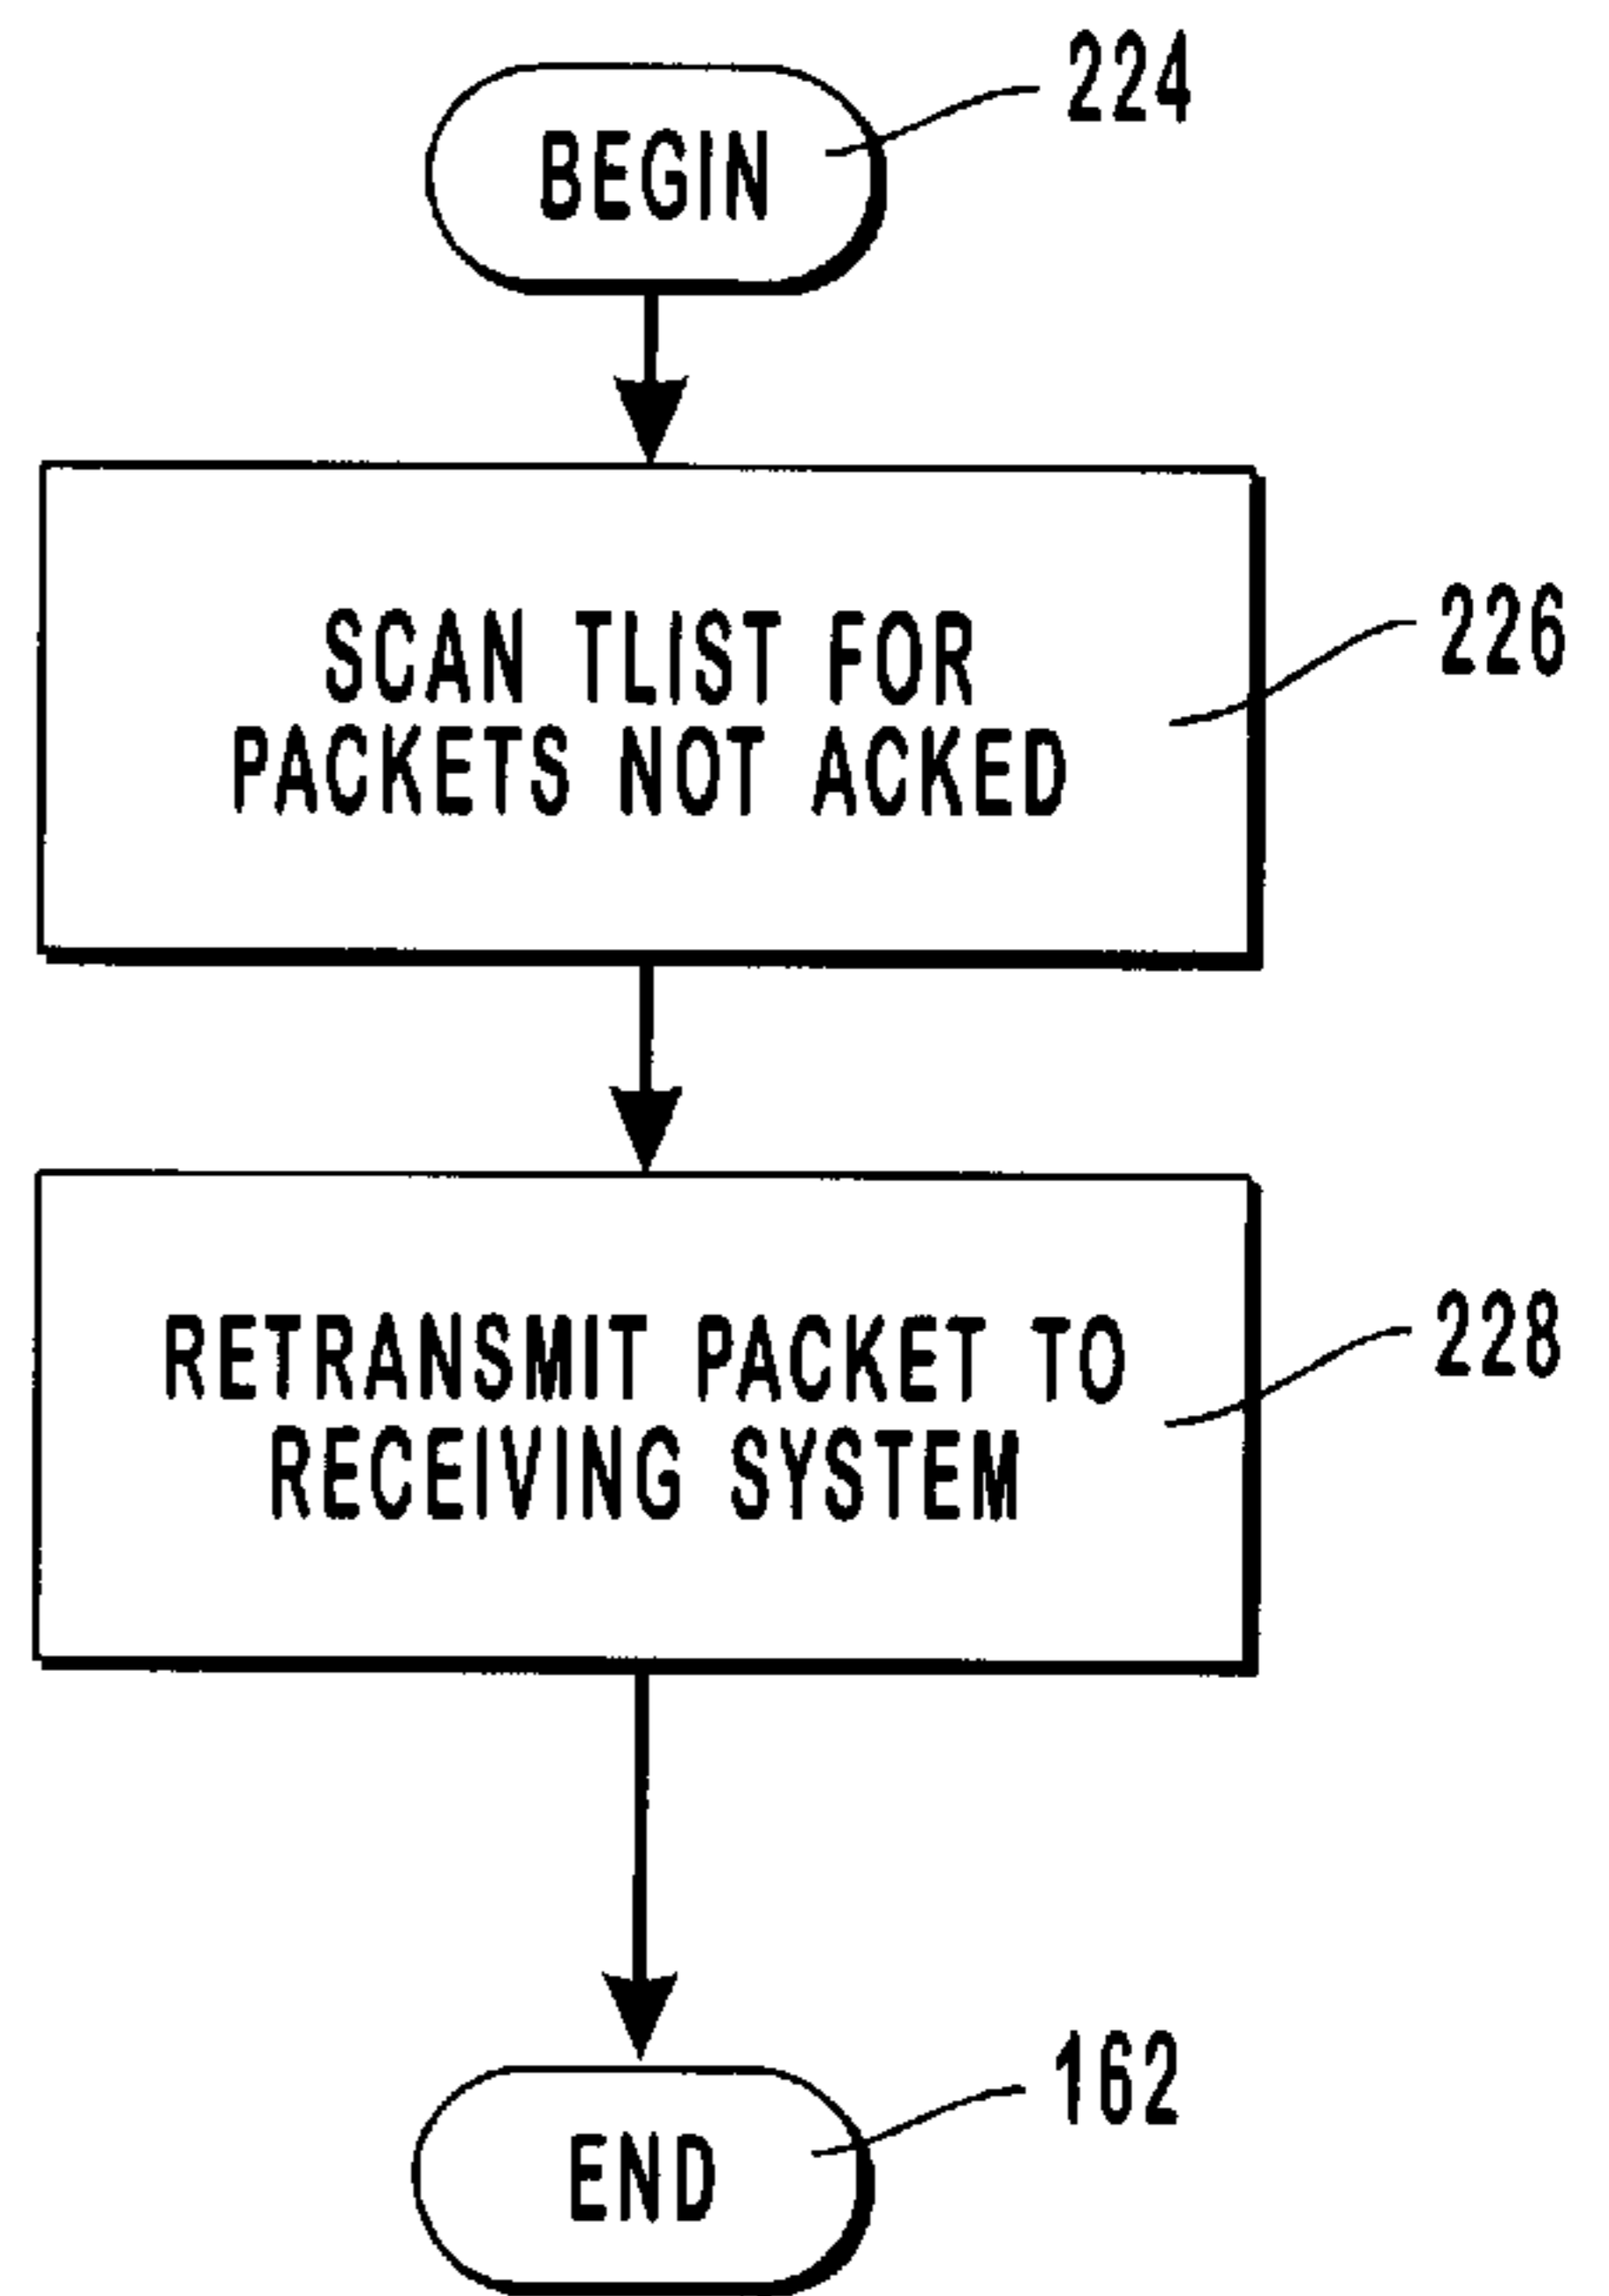 BEGIN
224
SCAN TLIST FOR
PACKETS NOT ACKED
226
RETRANSMIT PACKET TO
RECEIVING SYSTEM
228
END
162